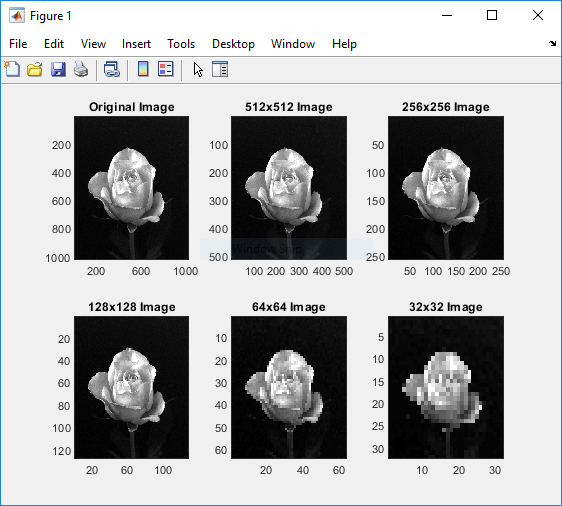 Figure 1
File Edit View Insert Tools Desktop Window Help
Original Image
200
400
600
800
1000
200 600 1000
512x512 Image
100
200
300
400
500
100 200 300 400 500
Window Snip
256x256 Image
50
100
150
200
250
50 100 150 200 250
128x128 Image
20
40
60
80
100
120
20 60 100
64x64 Image
10
20
30
40
50
60
20 40 60
32x32 Image
5
10
15
20
25
30
10 20 30